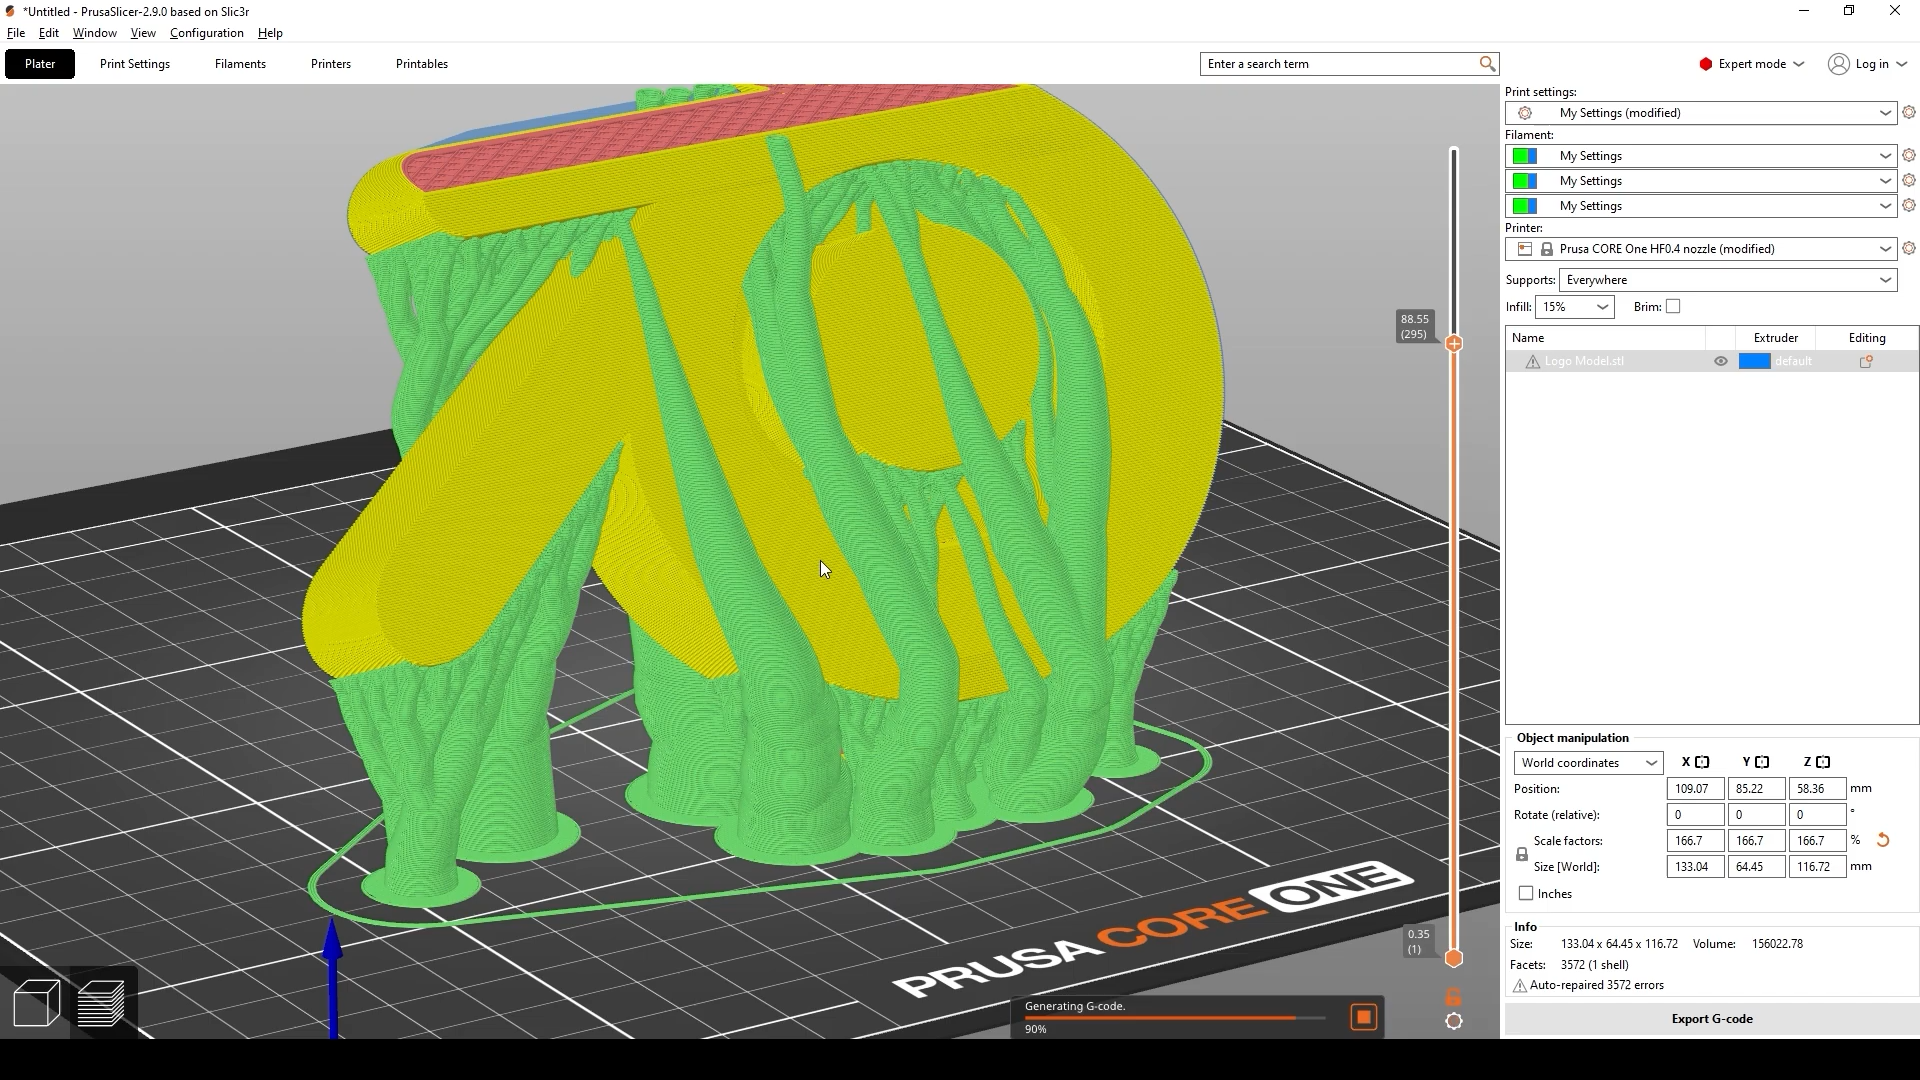 *Untitled - PrusaSlicer-2.9.0 based on Slic3r
File Edit Window View Configuration Help
Plater Print Settings Filaments Printers Printables Enter a search term Expert mode Log in
Print settings:
My Settings (modified)
Filament:
My Settings
My Settings
My Settings
Printer:
Prusa CORE One HF0.4 nozzle (modified)
Supports: Everywhere
Infill: 15% Brim:
Name Extruder Editing
Logo Model.stl default
88.55
(295)
Object manipulation
World coordinates X Y Z
Position: 109.07 85.22 58.36 mm
Rotate (relative): 0 0 0 °
Scale factors: 166.7 166.7 166.7 %
Size [World]: 133.04 64.45 116.72 mm
Inches
0.35
(1)
PRUSA CORE ONE
Info
Size: 133.04 x 64.45 x 116.72 Volume: 156022.78
Facets: 3572 (1 shell)
Auto-repaired 3572 errors
Generating G-code.
90%
Export G-code